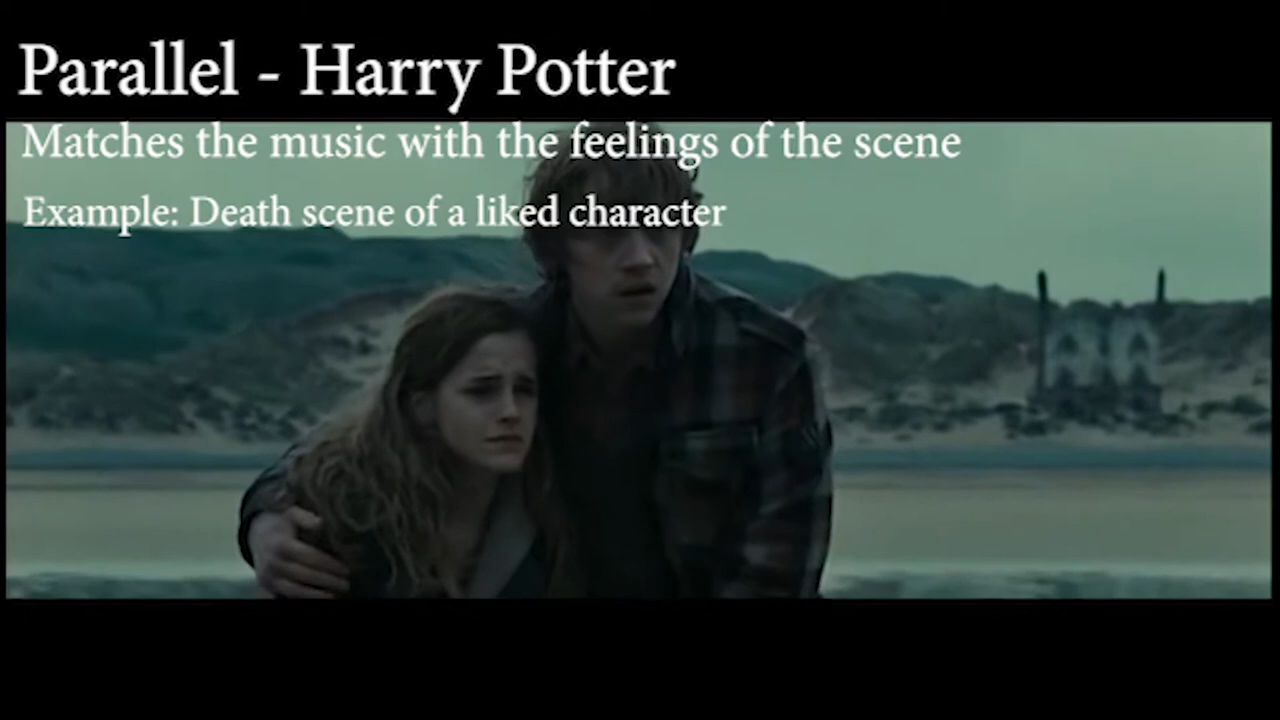 Parallel - Harry Potter
Matches the music with the feelings of the scene
Example: Death scene of a liked character